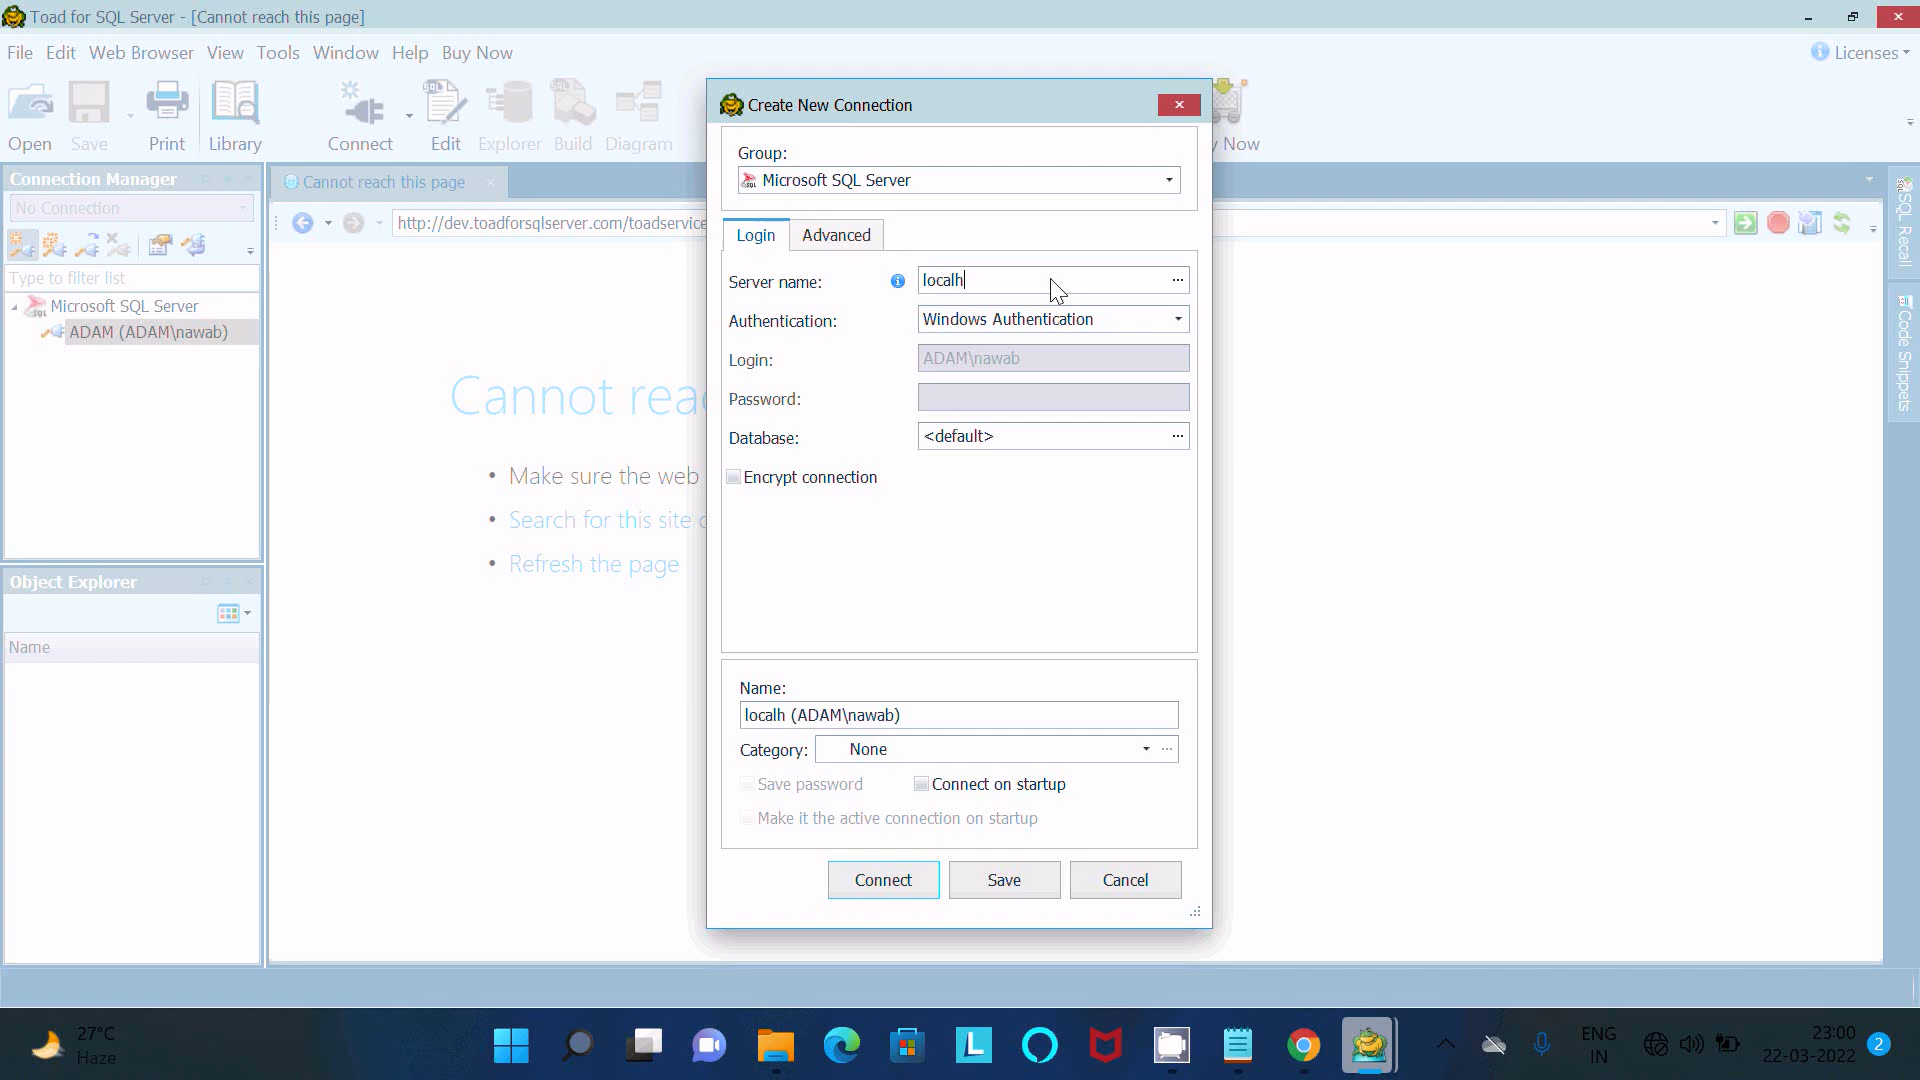 Toad for SQL Server - [Cannot reach this page]
File Edit Web Browser View Tools Window Help Buy Now
Licenses
Open Save Print Library Connect Edit Explorer Build Diagram Now
Connection Manager
No Connection
Type to filter list
Microsoft SQL Server
ADAM (ADAM\nawab)
Object Explorer
Name
Cannot reach this page
http://dev.toadforsqlserver.com/toadservice
Cannot
• Make sure the web
• Search for this site
• Refresh the page
SQL Recall
Code Snippets
Create New Connection
Group:
Microsoft SQL Server
Login Advanced
Server name: localh
Authentication: Windows Authentication
Login: ADAM\nawab
Password:
Database: <default>
Encrypt connection
Name:
localh (ADAM\nawab)
Category: None
Save password Connect on startup
Make it the active connection on startup
Connect Save Cancel
27°C
Haze
ENG
IN
23:00
22-03-2022
2